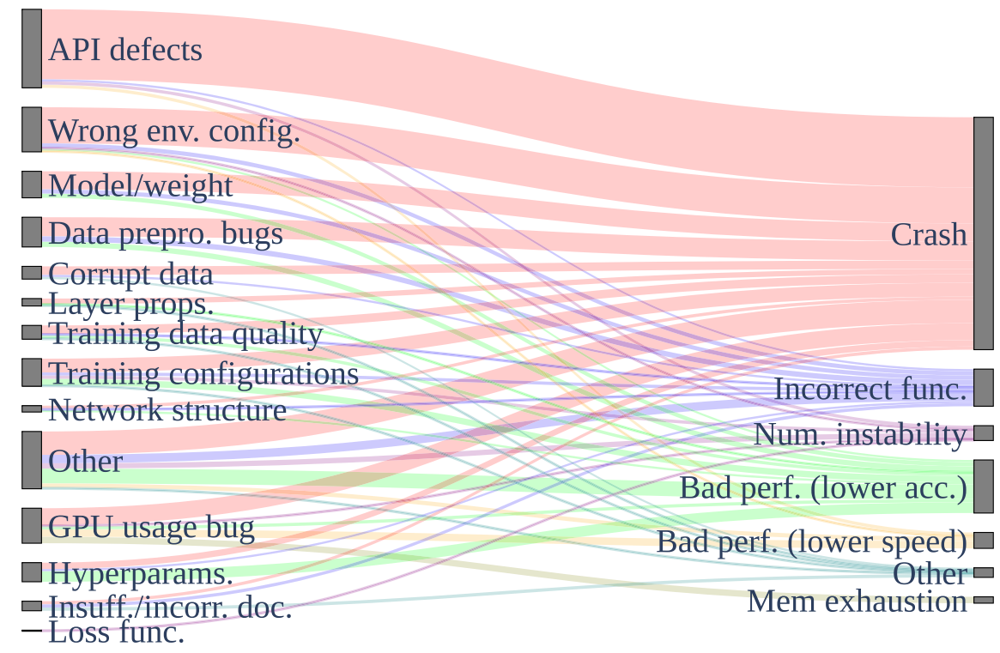 API defects
Wrong env. config.
Model/weight
Data prepro. bugs
Corrupt data
Layer props.
Training data quality
Training configurations
Network structure
Other
GPU usage bug
Hyperparams.
Insuff./incorr. doc.
Loss func.
Crash
Incorrect func.
Num. instability
Bad perf. (lower acc.)
Bad perf. (lower speed)
Other
Mem exhaustion